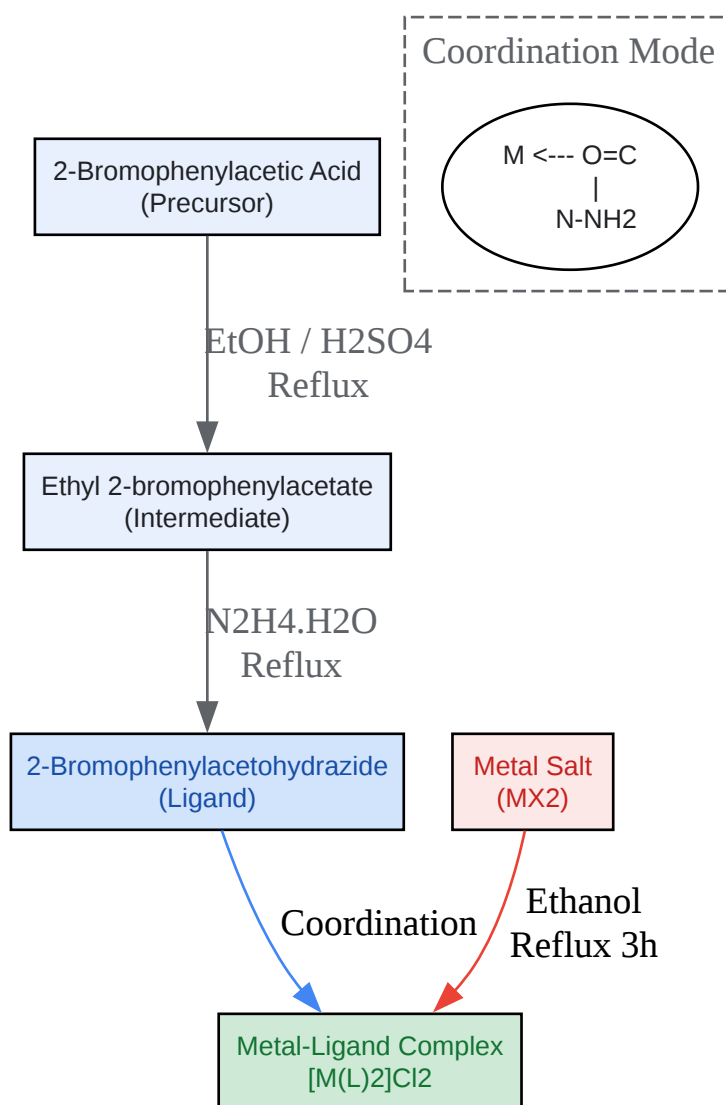 Coordination Mode
M <--- O=C
|
N-NH2
2-Bromophenylacetic Acid
(Precursor)
EtOH / H2SO4
Reflux
Ethyl 2-bromophenylacetate
(Intermediate)
N2H4.H2O
Reflux
2-Bromophenylacetohydrazide
(Ligand)
Metal Salt
(MX2)
Coordination
Ethanol
Reflux 3h
Metal-Ligand Complex
[M(L)2]Cl2